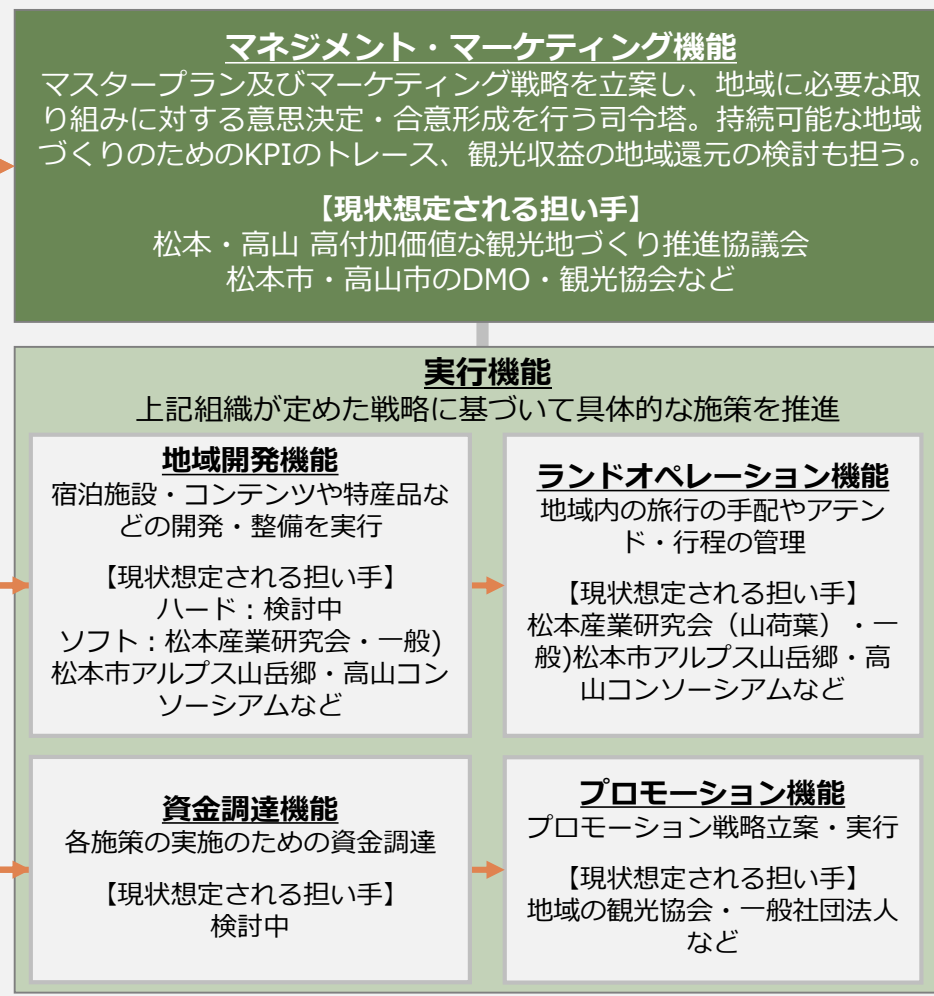 マネジメント・マーケティング機能
マスタープラン及びマーケティング戦略を立案し、地域に必要な取
り組みに対する意思決定・合意形成を行う司令塔。持続可能な地域
づくりのためのKPIのトレース、観光収益の地域還元の検討も担う。
【現状想定される担い手】
松本・高山 高付加価値な観光地づくり推進協議会
松本市・高山市のDMO・観光協会など
実行機能
上記組織が定めた戦略に基づいて具体的な施策を推進
地域開発機能
宿泊施設・コンテンツや特産品な
どの開発・整備を実行
【現状想定される担い手】
ハード：検討中
ソフト：松本産業研究会・一般)
松本市アルプス山岳郷・高山コン
ソーシアムなど
ランドオペレーション機能
地域内の旅行の手配やアテン
ド・行程の管理
【現状想定される担い手】
松本産業研究会（山荷葉）・一
般)松本市アルプス山岳郷・高
山コンソーシアムなど
資金調達機能
各施策の実施のための資金調達
【現状想定される担い手】
検討中
プロモーション機能
プロモーション戦略立案・実行
【現状想定される担い手】
地域の観光協会・一般社団法人
など